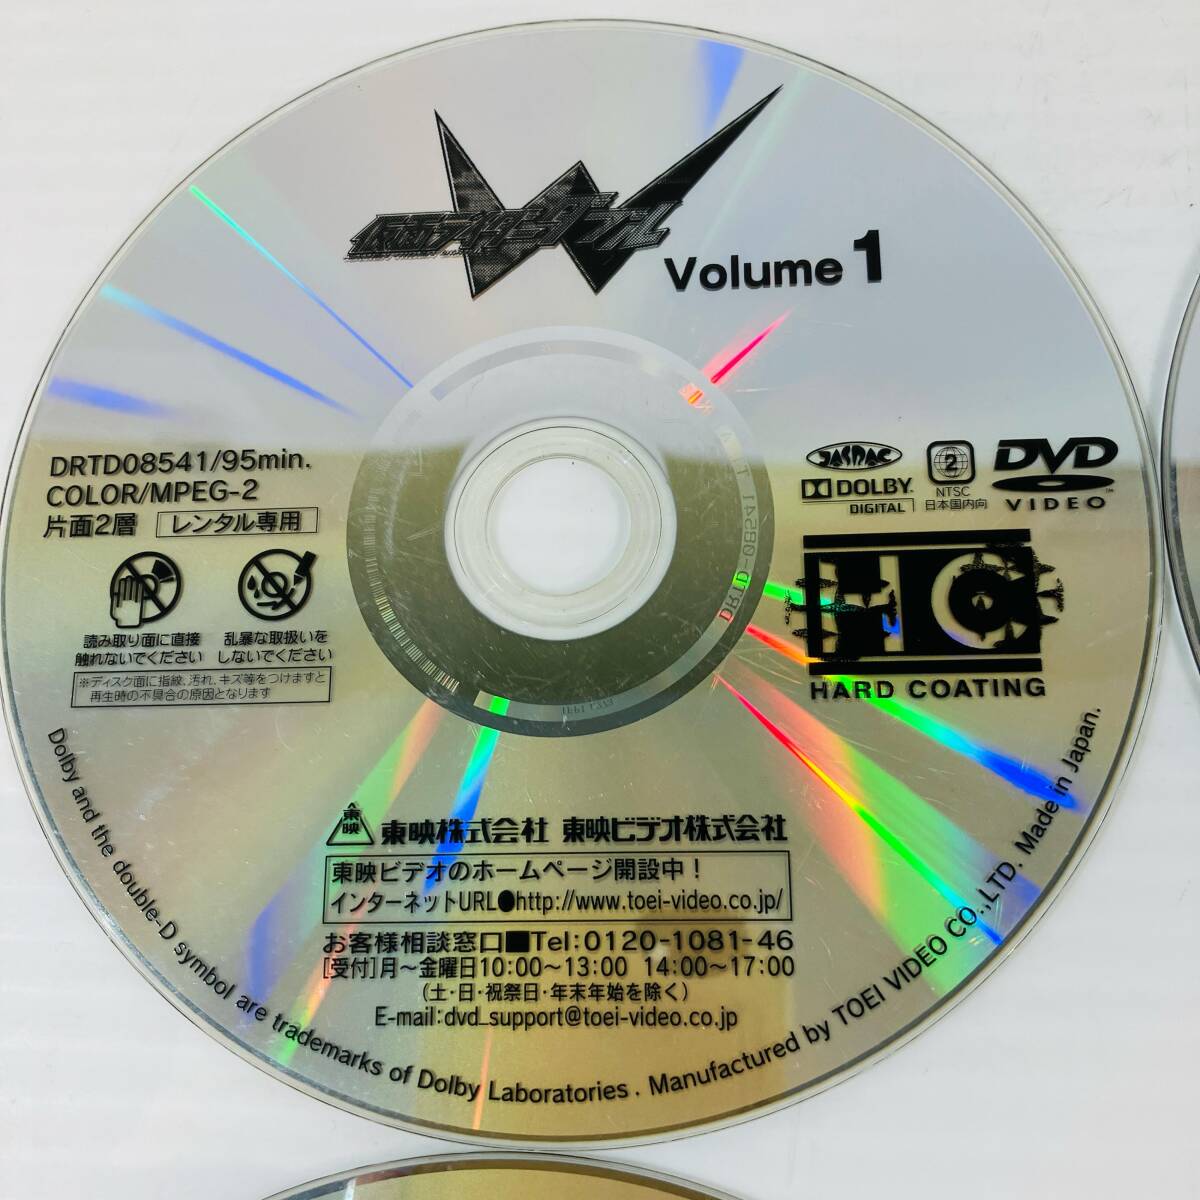 仮面ライダーダブル
W
Volume 1
DRTD08541/95min.
COLOR/MPEG-2
片面2層 レンタル専用
読み取り面に直接
触れないでください
乱暴な取扱いを
しないでください
※ディスク面に指紋、汚れ、キズ等をつけますと
再生時の不具合の原因となります
JASRAC
DOLBY
DIGITAL
2
NTSC
日本国内向
DVD
VIDEO
HC
HARD COATING
DRTD-08541
東映
東映株式会社 東映ビデオ株式会社
東映ビデオのホームページ開設中！
インターネットURL●http://www.toei-video.co.jp/
お客様相談窓口■Tel:0120-1081-46
[受付]月～金曜日10:00～13:00 14:00～17:00
(土・日・祝祭日・年末年始を除く)
E-mail:dvd_support@toei-video.co.jp
Dolby and the double-D symbol are trademarks of Dolby Laboratories. Manufactured by TOEI VIDEO CO.,LTD. Made in Japan.